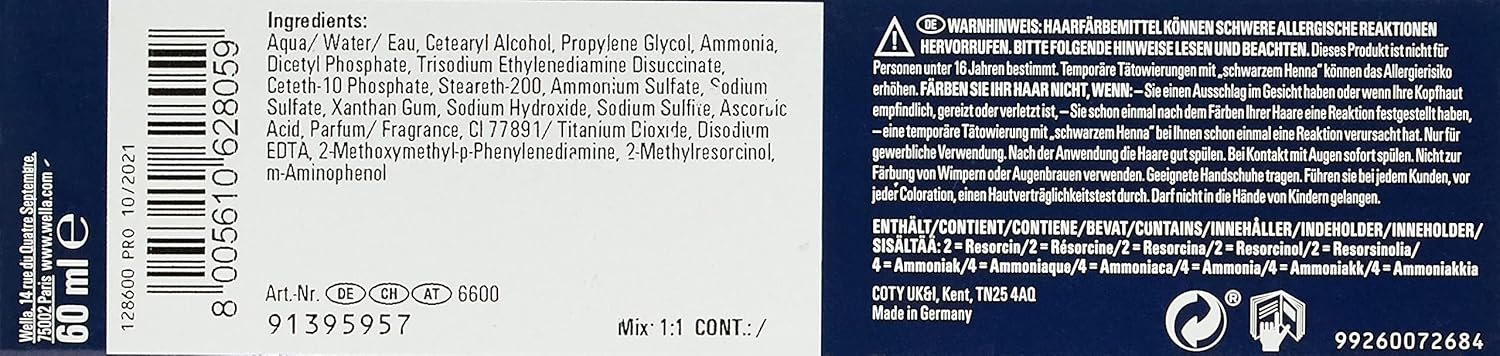 Wella, 14 rue du Quatre Septembre,
75002 Paris www.wella.com
60 ml e
128600 PRO 10/2021
8 005610 628059
Ingredients:
Aqua/ Water/ Eau, Cetearyl Alcohol, Propylene Glycol, Ammonia,
Dicetyl Phosphate, Trisodium Ethylenediamine Disuccinate,
Ceteth-10 Phosphate, Steareth-200, Ammonium Sulfate, Sodium
Sulfate, Xanthan Gum, Sodium Hydroxide, Sodium Sulfite, Ascorbic
Acid, Parfum/ Fragrance, CI 77891/ Titanium Dioxide, Disodium
EDTA, 2-Methoxymethyl-p-Phenylenediamine, 2-Methylresorcinol,
m-Aminophenol
Art.-Nr. DE CH AT 6600
91395957
Mix: 1:1 CONT.: /
DE WARNHINWEIS: HAARFÄRBEMITTEL KÖNNEN SCHWERE ALLERGISCHE REAKTIONEN
HERVORRUFEN. BITTE FOLGENDE HINWEISE LESEN UND BEACHTEN. Dieses Produkt ist nicht für
Personen unter 16 Jahren bestimmt. Temporäre Tätowierungen mit „schwarzem Henna" können das Allergierisiko
erhöhen. FÄRBEN SIE IHR HAAR NICHT, WENN: – Sie einen Ausschlag im Gesicht haben oder wenn Ihre Kopfhaut
empfindlich, gereizt oder verletzt ist, – Sie schon einmal nach dem Färben Ihrer Haare eine Reaktion festgestellt haben,
– eine temporäre Tätowierung mit „schwarzem Henna" bei Ihnen schon einmal eine Reaktion verursacht hat. Nur für
gewerbliche Verwendung. Nach der Anwendung die Haare gut spülen. Bei Kontakt mit Augen sofort spülen. Nicht zur
Färbung von Wimpern oder Augenbrauen verwenden. Geeignete Handschuhe tragen. Führen sie bei jedem Kunden, vor
jeder Coloration, einen Hautverträglichkeitstest durch. Darf nicht in die Hände von Kindern gelangen.
ENTHÄLT/CONTIENT/CONTIENE/BEVAT/CUNTAINS/INNEHÅLLER/INDEHOLDER/INNEHOLDER/
SISÄLTÄÄ: 2 = Resorcin/2 = Résorcine/2 = Resorcina/2 = Resorcinol/2 = Resorsinolia/
4 = Ammoniak/4 = Ammoniaque/4 = Ammoniaca/4 = Ammonia/4 = Ammoniakk/4 = Ammoniakkia
COTY UK&I, Kent, TN25 4AQ
Made in Germany
®
99260072684